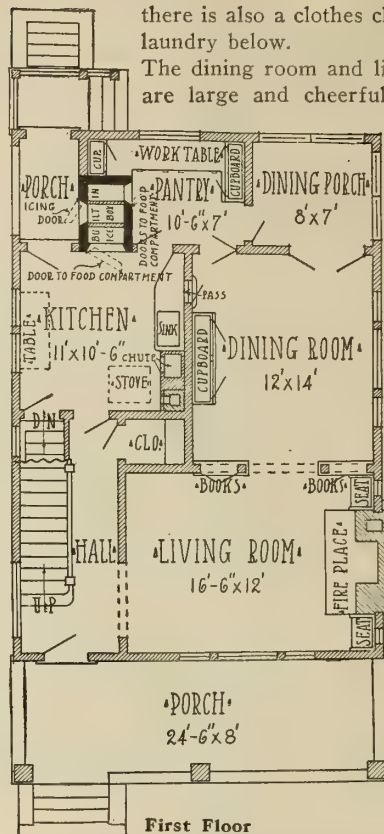 there is also a clothes c
laundry below.
The dining room and li
are large and cheerful
CUP.
WORK TABLE
CUPBOARD
PORCH
ICING
DOOR
BUILT IN
ICE BOX
DOORS TO FOOD
COMPARTMENT
PANTRY
10'-6"X7'
DINING PORCH
8'X7'
DOOR TO FOOD COMPARTMENT
PASS
KITCHEN
11'X10'-6"
TABLE
SINK
CHUTE
STOVE
CUPBOARD
DINING ROOM
12'X14'
DN
CLO.
BOOKS
BOOKS
SEAT
HALL
LIVING ROOM
16'-6"X12'
FIRE PLACE
UP
SEAT
PORCH
24'-6"X8'
First Floor